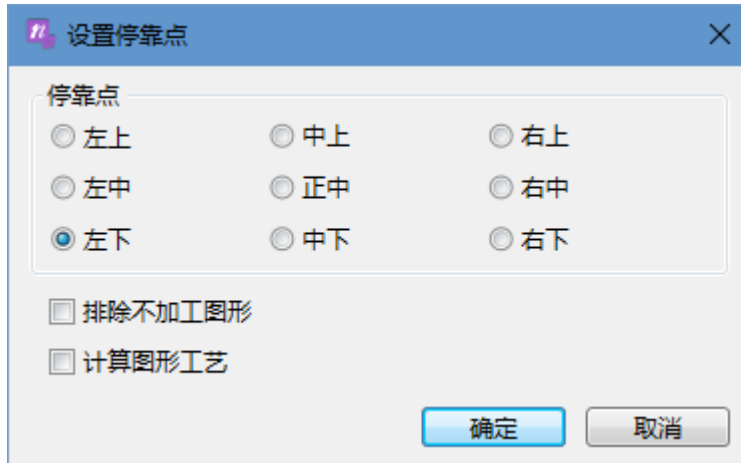 设置停靠点
停靠点
左上 中上 右上
左中 正中 右中
左下 中下 右下
排除不加工图形
计算图形工艺
确定 取消